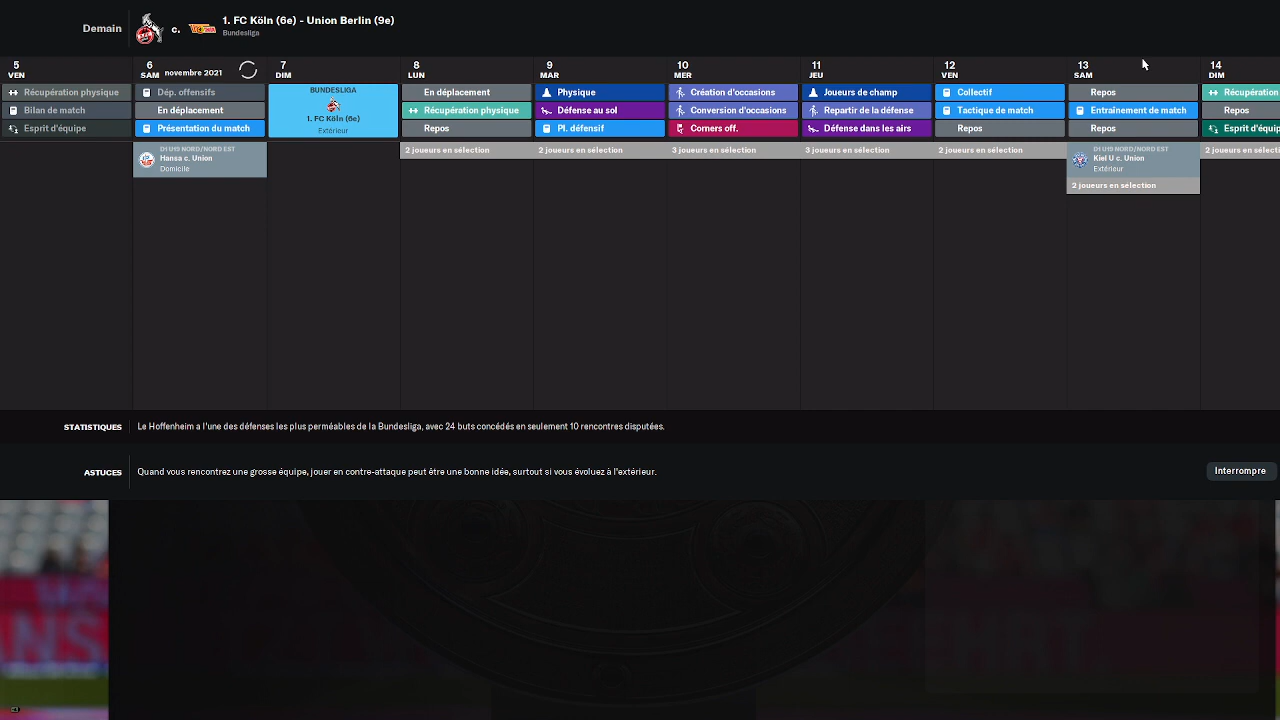 Demain
c.
1. FC Köln (6e) - Union Berlin (9e)
Bundesliga
5
VEN
6
SAM novembre 2021
7
DIM
8
LUN
9
MAR
10
MER
11
JEU
12
VEN
13
SAM
14
DIM
Récupération physique
Bilan de match
Esprit d'équipe
Dép. offensifs
En déplacement
Présentation du match
D1 U19 NORD/NORD EST
Hansa c. Union
Domicile
BUNDESLIGA
1. FC Köln (6e)
Extérieur
En déplacement
Récupération physique
Repos
2 joueurs en sélection
Physique
Défense au sol
Pl. défensif
2 joueurs en sélection
Création d'occasions
Conversion d'occasions
Corners off.
3 joueurs en sélection
Joueurs de champ
Repartir de la défense
Défense dans les airs
3 joueurs en sélection
Collectif
Tactique de match
Repos
2 joueurs en sélection
Repos
Entraînement de match
Repos
D1 U19 NORD/NORD EST
Kiel U c. Union
Extérieur
2 joueurs en sélection
Récupération
Repos
Esprit d'équip
2 joueurs en sélecti
STATISTIQUES
Le Hoffenheim a l'une des défenses les plus perméables de la Bundesliga, avec 24 buts concédés en seulement 10 rencontres disputées.
ASTUCES
Quand vous rencontrez une grosse équipe, jouer en contre-attaque peut être une bonne idée, surtout si vous évoluez à l'extérieur.
Interrompre